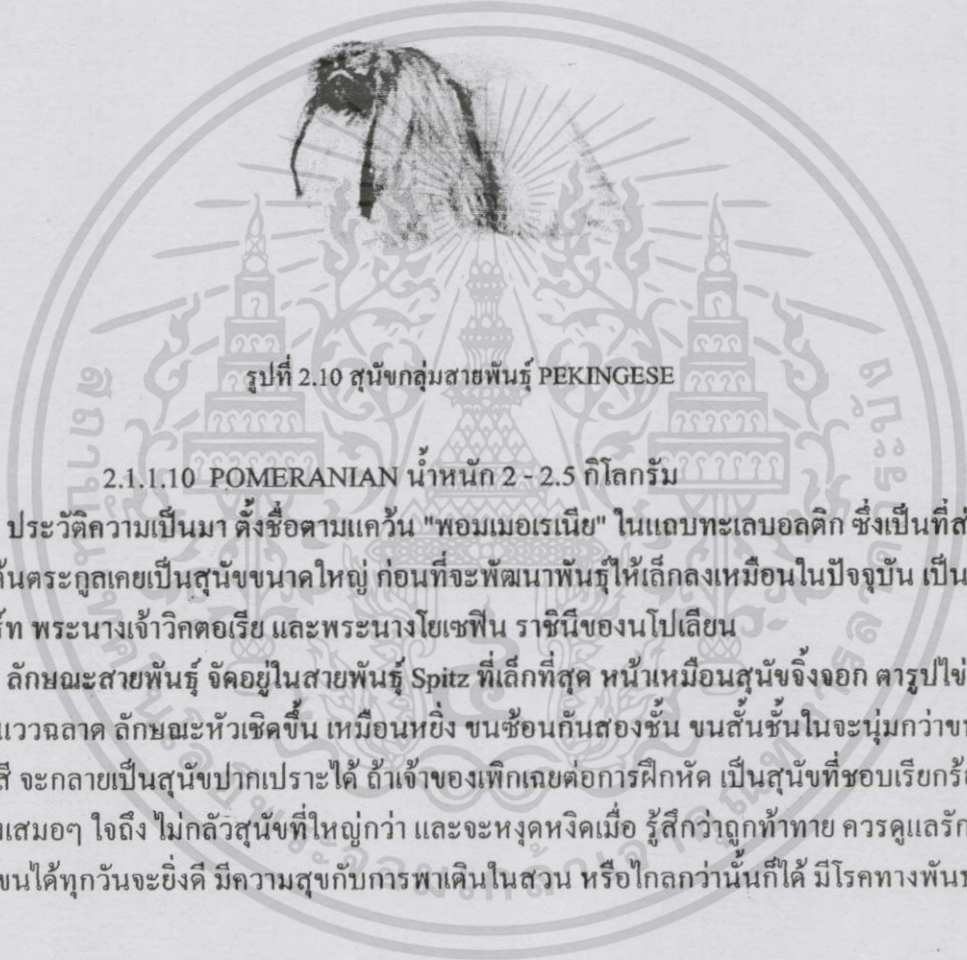 รูปที่ 2.10 สุนัขกลุ่มสายพันธุ์ PEKINGESE
2.1.1.10 POMERANIAN น้ำหนัก 2 - 2.5 กิโลกรัม
ประวัติความเป็นมา ตั้งชื่อตามแคว้น "พอมเมอเรเนีย" ในแถบทะเลบอลติก ซึ่งเป็นที่
ต้นตระกูลเคยเป็นสุนัขขนาดใหญ่ ก่อนที่จะพัฒนาพันธุ์ให้เล็กลงเหมือนในปัจจุบัน เป็น
ร์ท พระนางเจ้าวิคตอเรีย และพระนางโยเซฟิน ราชินีของนโปเลียน
ลักษณะสายพันธุ์ จัดอยู่ในสายพันธุ์ Spitz ที่เล็กที่สุด หน้าเหมือนสุนัขจิ้งจอก ตารูปไข่
แววฉลาด ลักษณะหัวเชิดขึ้น เหมือนหยิ่ง ขนซ้อนกันสองชั้น ขนสั้นชั้นในจะนุ่มกว่า
สี จะกลายเป็นสุนัขปากเปราะได้ ถ้าเจ้าของเพิกเฉยต่อการฝึกหัด เป็นสุนัขที่ชอบเรียก
งเสมอๆ ใจถึง ไม่กลัวสุนัขที่ใหญ่กว่า และจะหงุดหงิดเมื่อ รู้สึกว่าถูกท้าทาย ควรดูแล
ขนได้ทุกวันจะยิ่งดี มีความสุขกับการพาเดินในสวน หรือไกลกว่านั้นก็ได้ มีโรคทาง